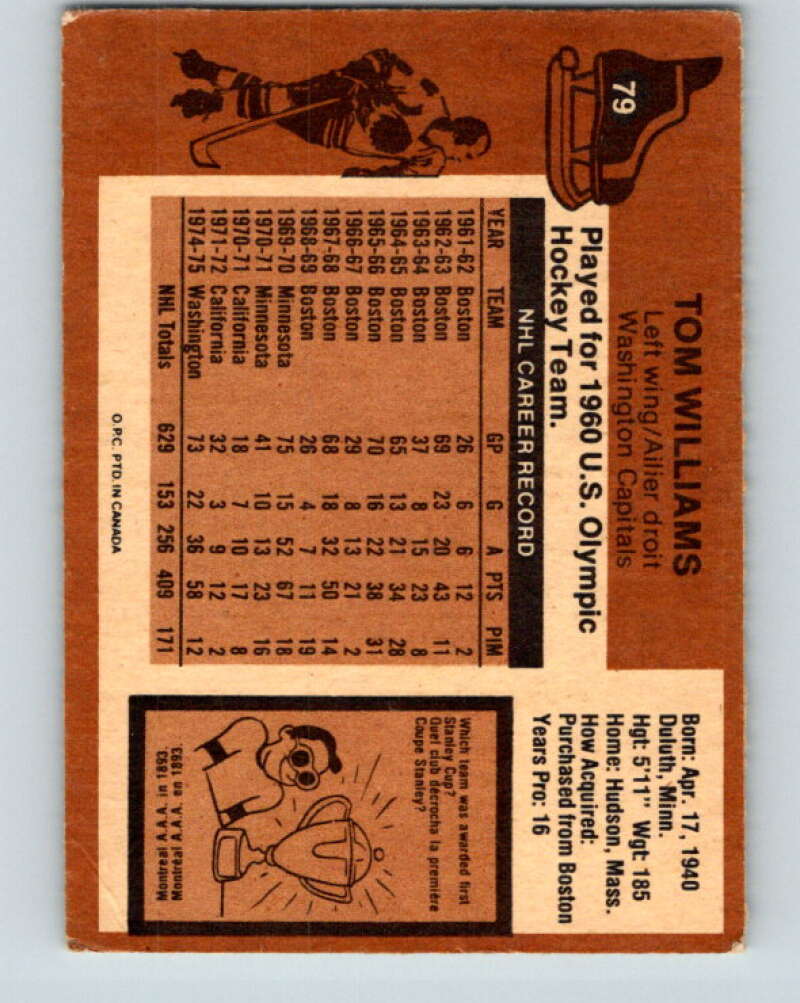 79
TOM WILLIAMS
Left wing/Ailier droit
Washington Capitals
Played for 1960 U.S. Olympic
Hockey Team.
NHL CAREER RECORD
YEAR TEAM GP G A PTS PIM
1961-62 Boston 26 6 6 12 2
1962-63 Boston 69 23 20 43 11
1963-64 Boston 37 8 15 23 8
1964-65 Boston 65 13 21 34 28
1965-66 Boston 70 16 22 38 31
1966-67 Boston 29 8 13 21 2
1967-68 Boston 68 18 32 50 14
1968-69 Boston 26 4 7 11 19
1969-70 Minnesota 75 15 52 67 18
1970-71 Minnesota 41 10 13 23 16
1970-71 California 18 7 10 17 8
1971-72 California 32 3 9 12 2
1974-75 Washington 73 22 36 58 12
NHL Totals 629 153 256 409 171
O.P.C. PTD. IN CANADA
Born: Apr. 17, 1940
Duluth, Minn.
Hgt: 5'11" Wgt: 185
Home: Hudson, Mass.
How Acquired:
Purchased from Boston
Years Pro: 16
Which team was awarded first
Stanley Cup?
Quel club décrocha la première
Coupe Stanley?
Montreal A.A.A. in 1893.
Montréal A.A.A. en 1893.